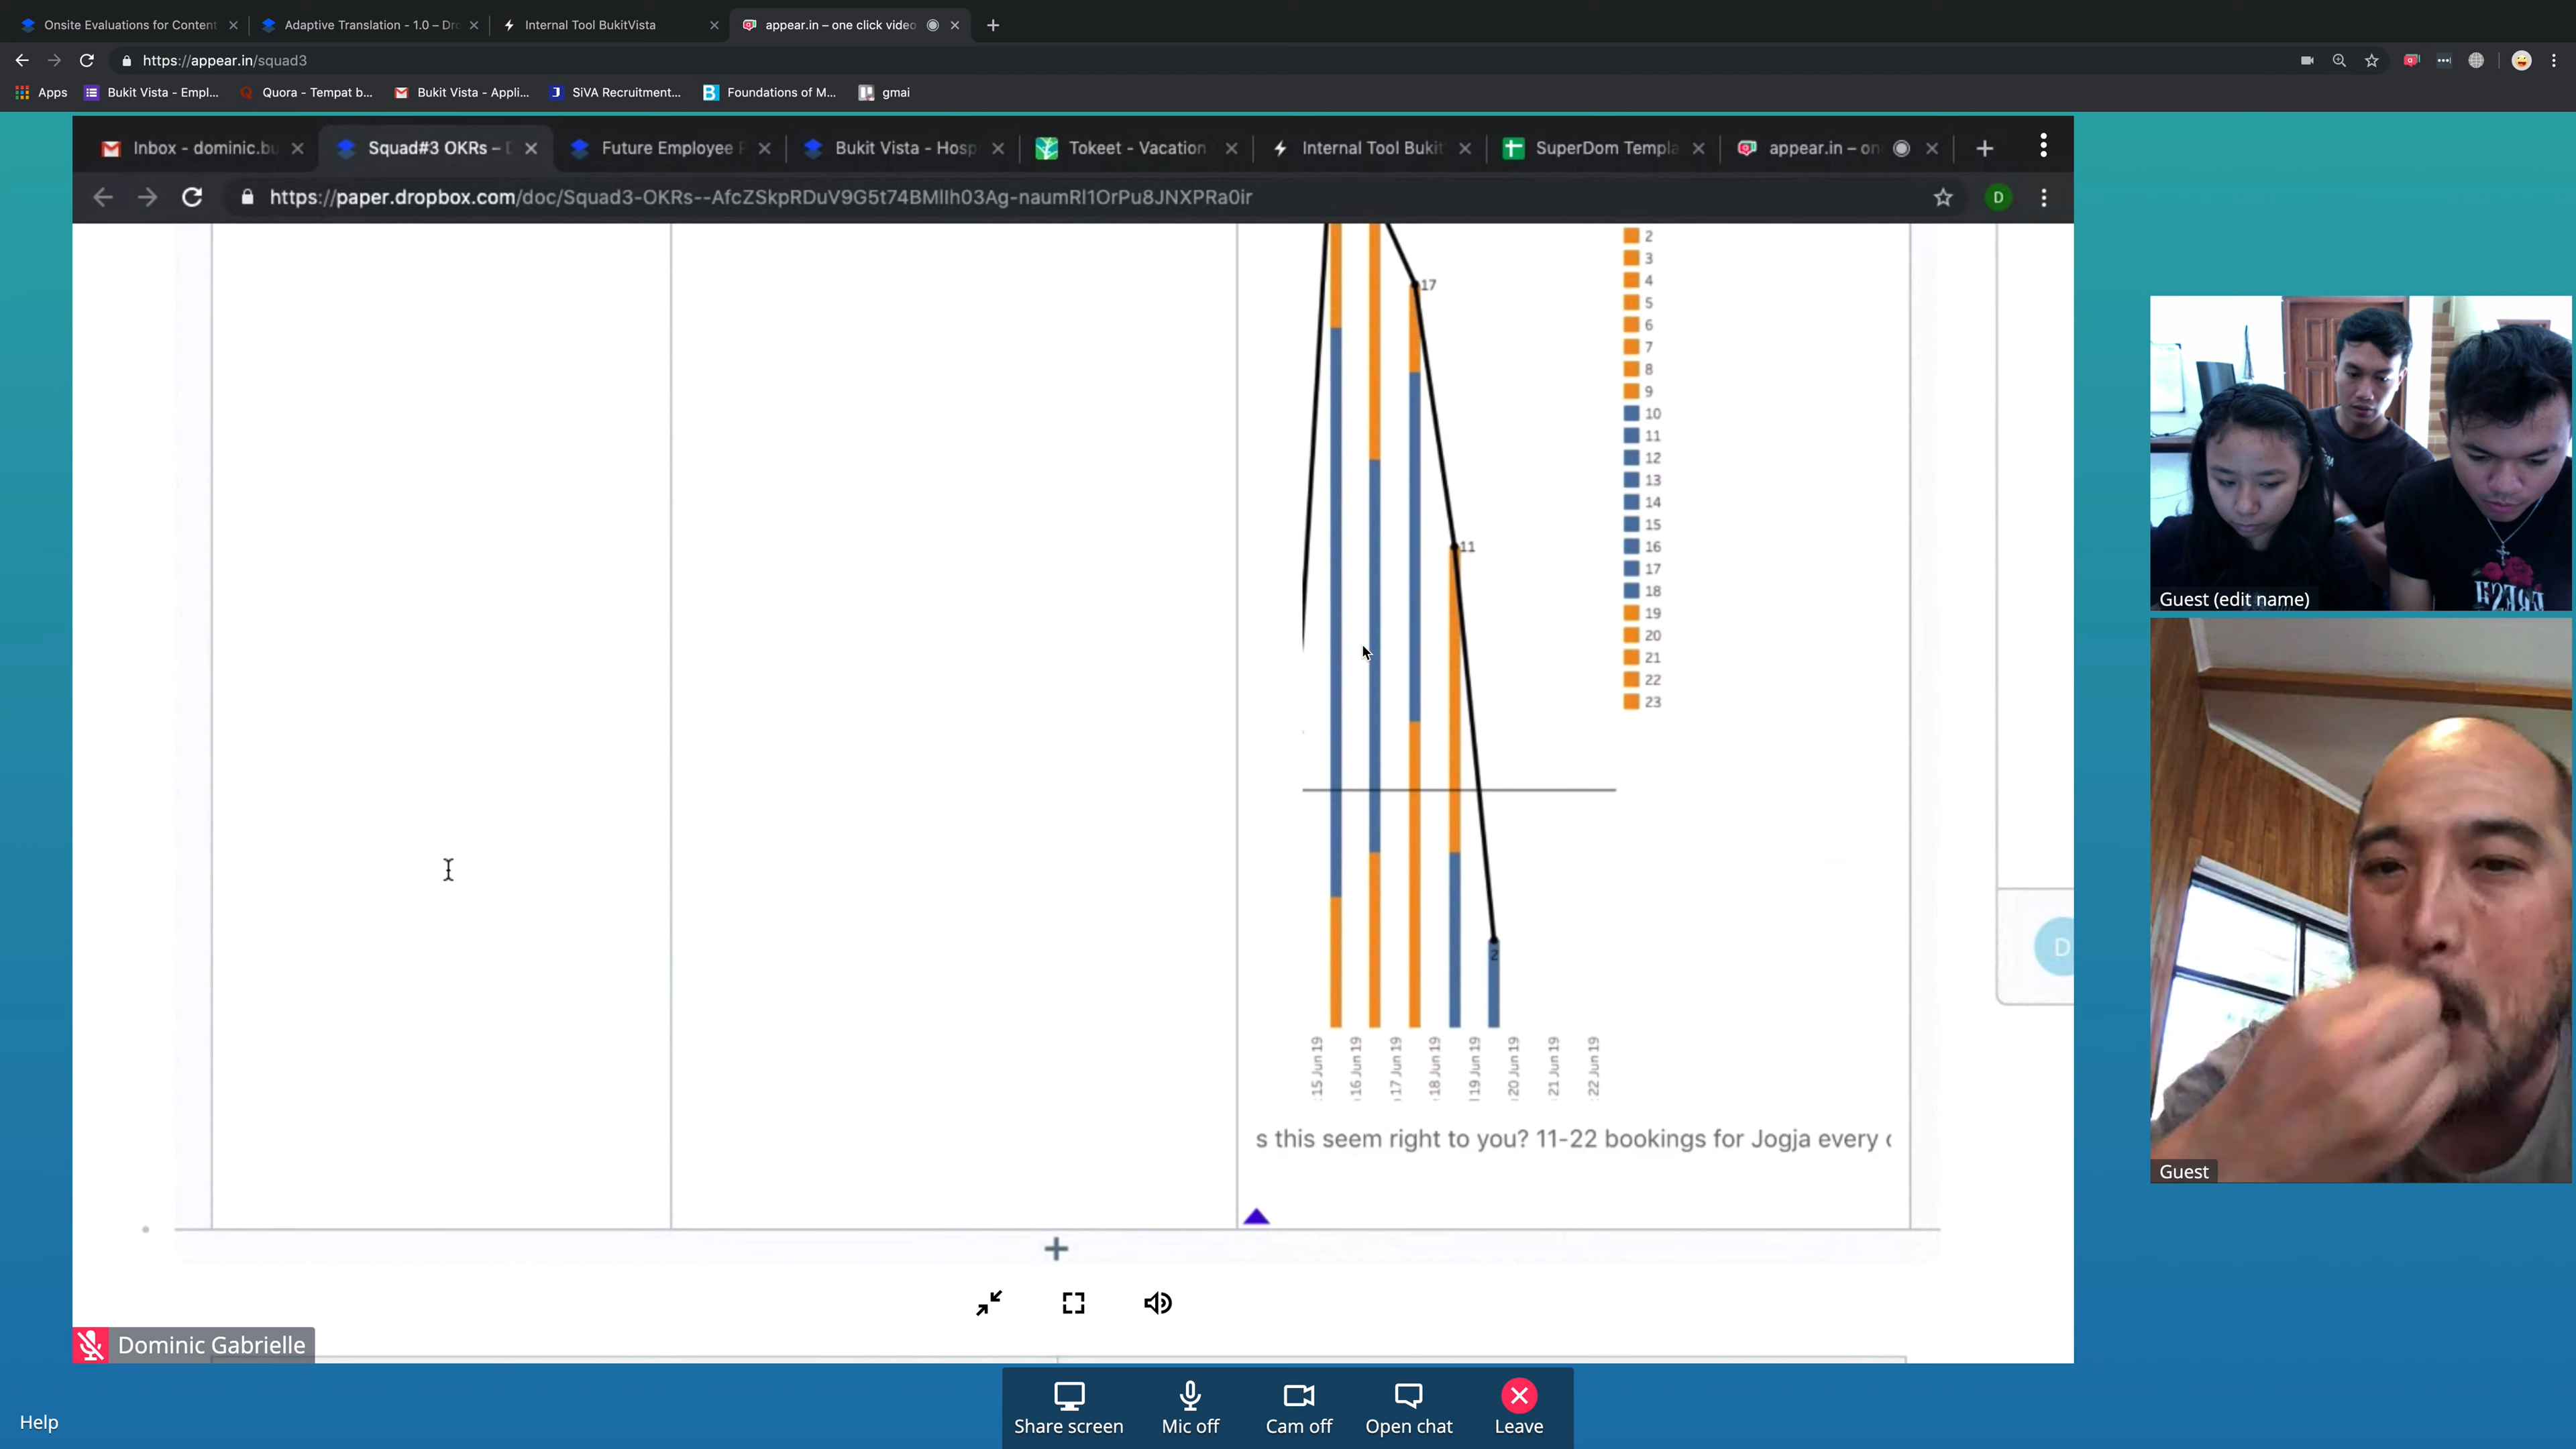 Onsite Evaluations for Content
Adaptive Translation - 1.0 – Dro
Internal Tool BukitVista
appear.in – one click video
https://appear.in/squad3
Apps
Bukit Vista - Empl...
Quora - Tempat b...
Bukit Vista - Appli...
SiVA Recruitment...
Foundations of M...
gmai
Inbox - dominic.bu
Squad#3 OKRs –
Future Employee
Bukit Vista - Hosp
Tokeet - Vacation
Internal Tool Bukit
SuperDom Templa
appear.in – on
https://paper.dropbox.com/doc/Squad3-OKRs--AfcZSkpRDuV9G5t74BMlIh03Ag-naumRl1OrPu8JNXPRa0ir
D
2
3
4
5
6
7
8
9
10
11
12
13
14
15
16
17
18
19
20
21
22
23
17
11
2
15 Jun 19
16 Jun 19
17 Jun 19
18 Jun 19
19 Jun 19
20 Jun 19
21 Jun 19
22 Jun 19
s this seem right to you? 11-22 bookings for Jogja every
D
Guest (edit name)
Guest
Dominic Gabrielle
Help
Share screen
Mic off
Cam off
Open chat
Leave